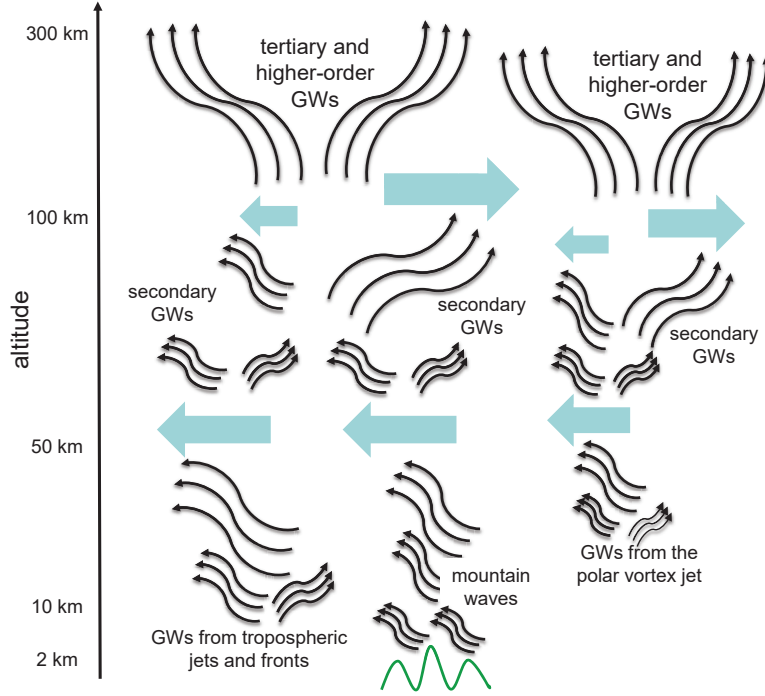 300 km
tertiary and
higher-order
GWs
tertiary and
higher-order
GWs
100 km
secondary
GWs
secondary
GWs
secondary
GWs
altitude
50 km
GWs from the
polar vortex jet
mountain
waves
10 km
GWs from tropospheric
jets and fronts
2 km